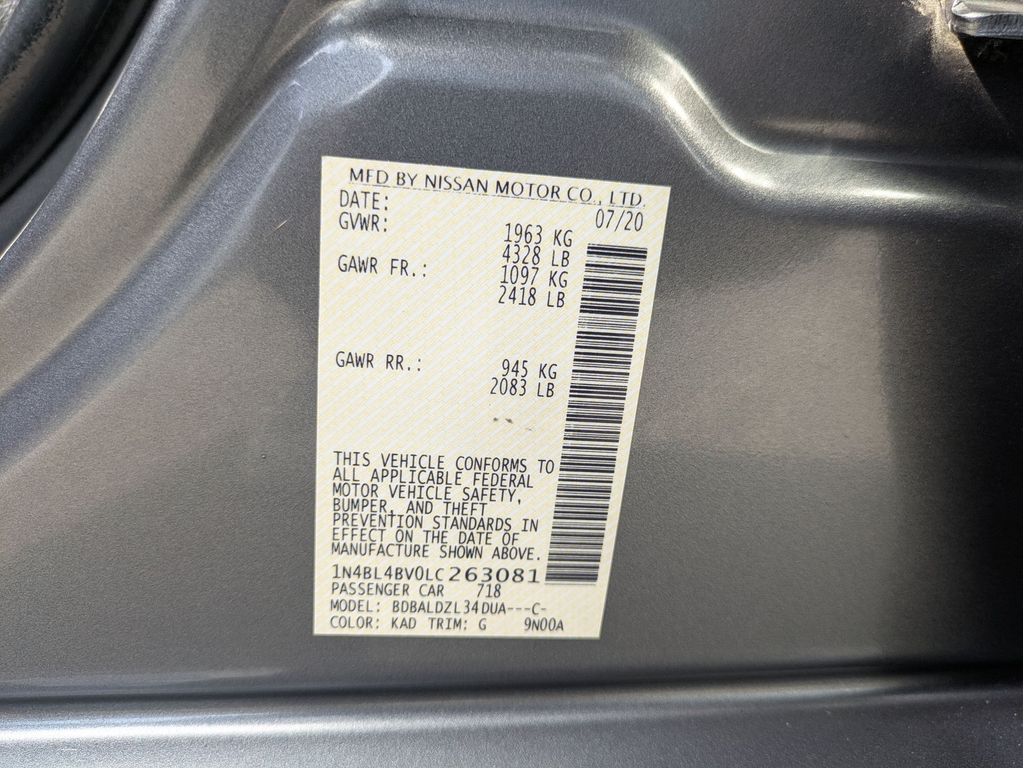 MFD BY NISSAN MOTOR CO., LTD.
DATE: 07/20
GVWR: 1963 KG
4328 LB
GAWR FR.: 1097 KG
2418 LB
GAWR RR.: 945 KG
2083 LB
THIS VEHICLE CONFORMS TO
ALL APPLICABLE FEDERAL
MOTOR VEHICLE SAFETY,
BUMPER, AND THEFT
PREVENTION STANDARDS IN
EFFECT ON THE DATE OF
MANUFACTURE SHOWN ABOVE.
1N4BL4BV0LC263081
PASSENGER CAR 718
MODEL: BDBALDZL34DUA---C-
COLOR: KAD TRIM: G 9N00A